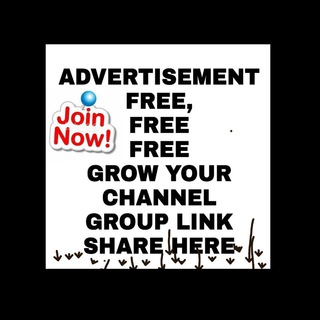 ADVERTISEMENT
FREE,
Join
Now!
FREE
FREE
GROW YOUR
CHANNEL
GROUP LINK
SHARE HERE